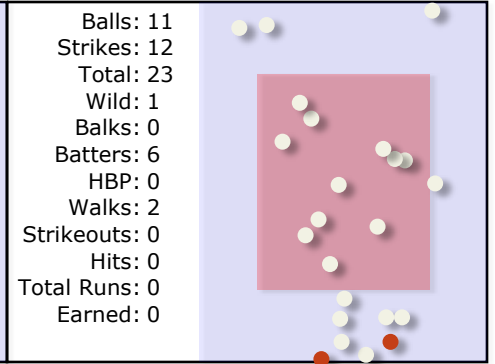 Balls: 11
Strikes: 12
Total: 23
Wild: 1
Balks: 0
Batters: 6
HBP: 0
Walks: 2
Strikeouts: 0
Hits: 0
Total Runs: 0
Earned: 0